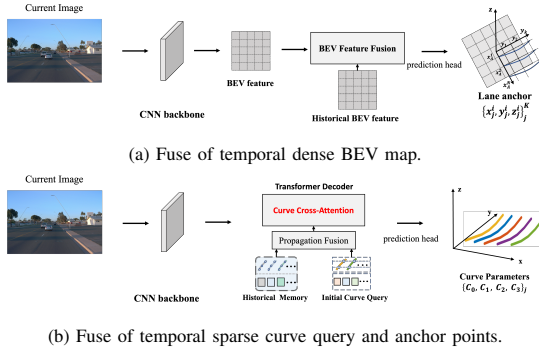 Current Image
CNN backbone
BEV feature
BEV Feature Fusion
Historical BEV feature
prediction head
Lane anchor
(a) Fuse of temporal dense BEV map.
Current Image
CNN backbone
Transformer Decoder
Curve Cross-Attention
Propagation Fusion
Historical Memory
Initial Curve Query
prediction head
z
y
x
Curve Parameters
{C₀, C₁, C₂, C₃}ⱼ
(b) Fuse of temporal sparse curve query and anchor points.